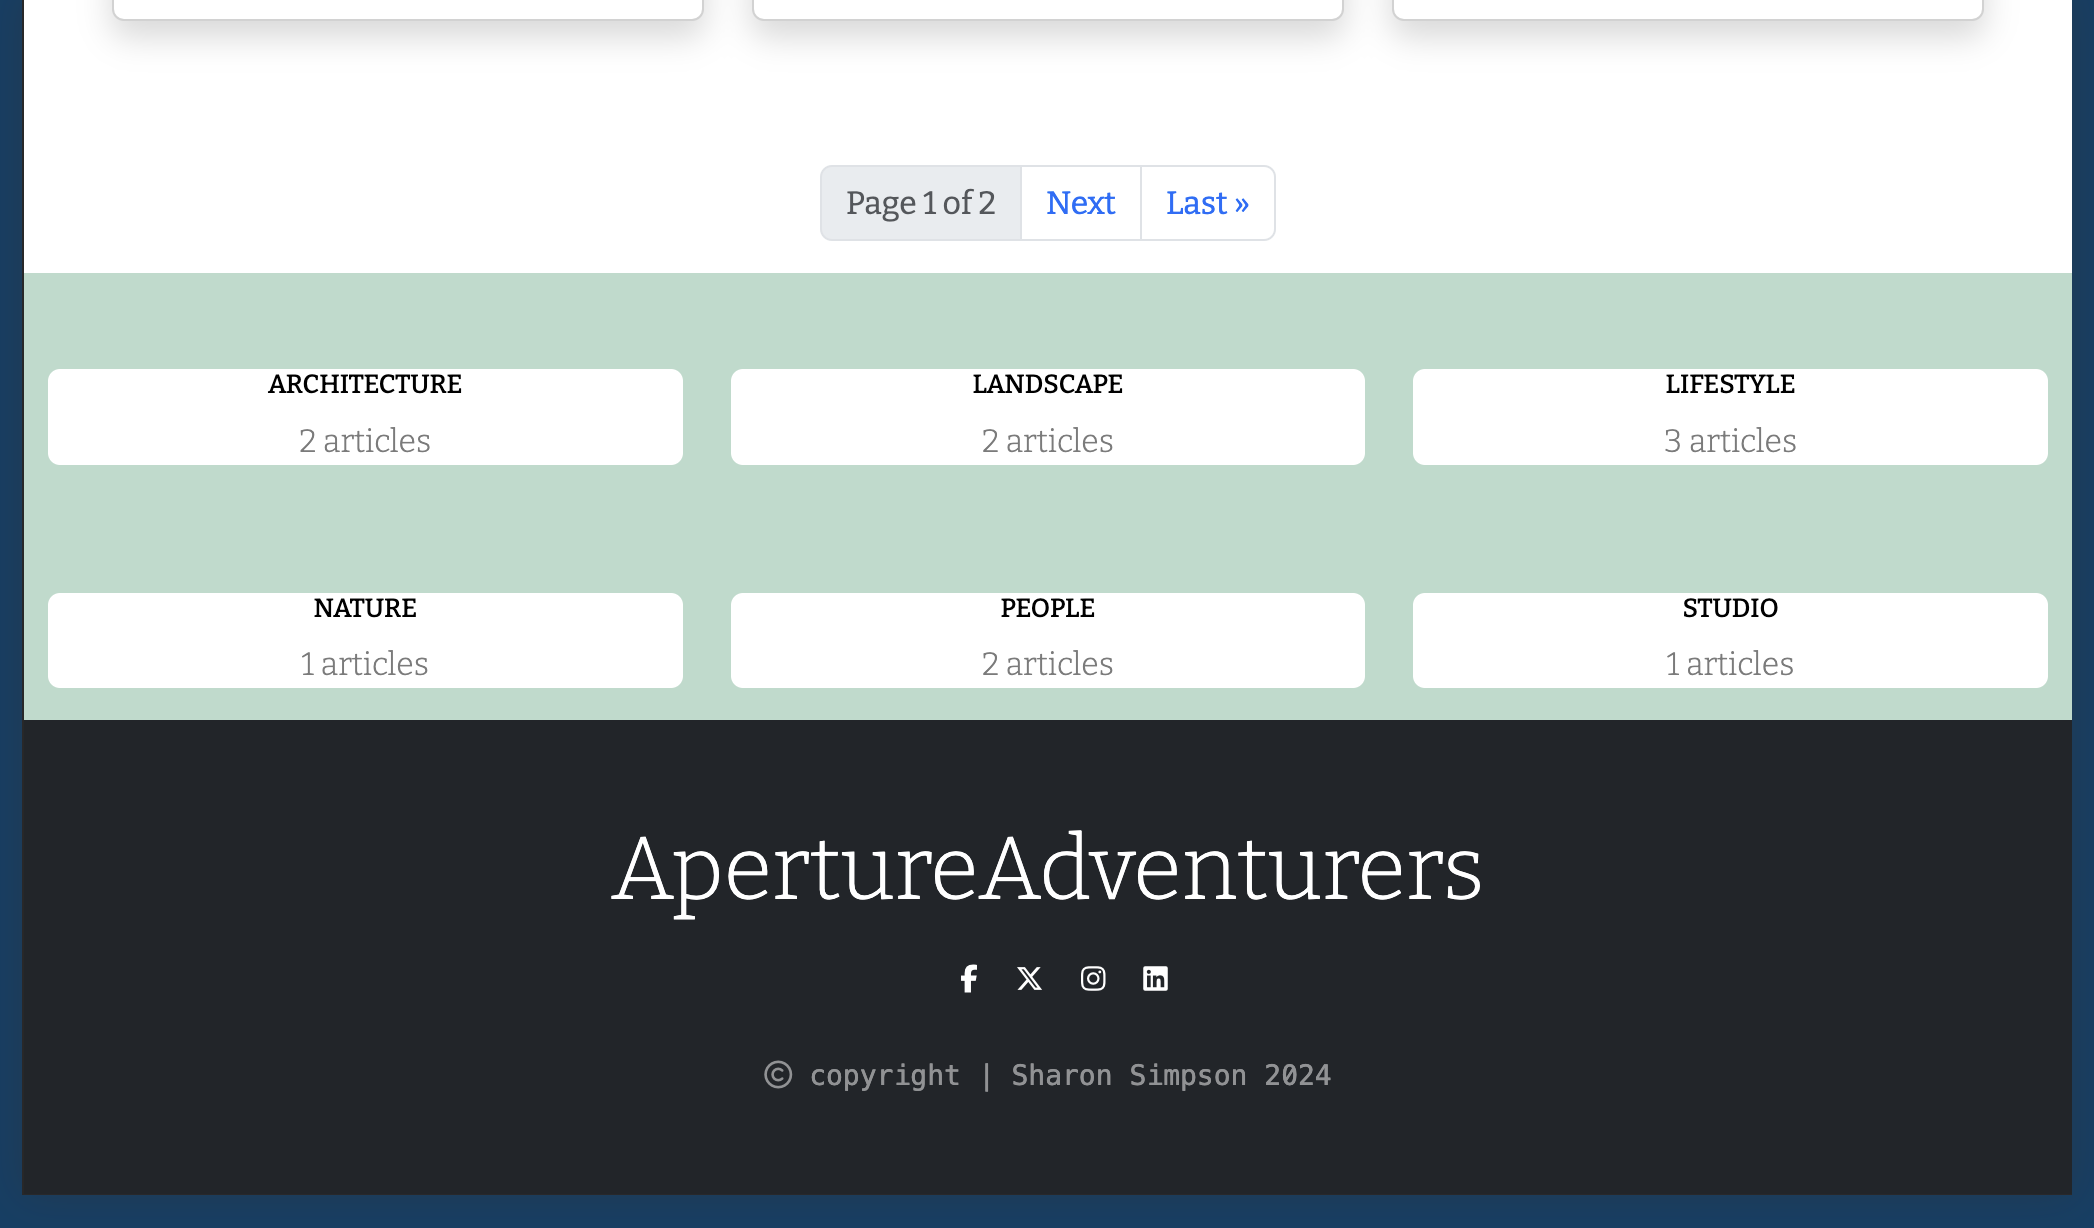 Page 1 of 2 Next Last »
ARCHITECTURE LANDSCAPE LIFESTYLE
2 articles 2 articles 3 articles
NATURE PEOPLE STUDIO
1 articles 2 articles 1 articles
ApertureAdventurers
© copyright | Sharon Simpson 2024